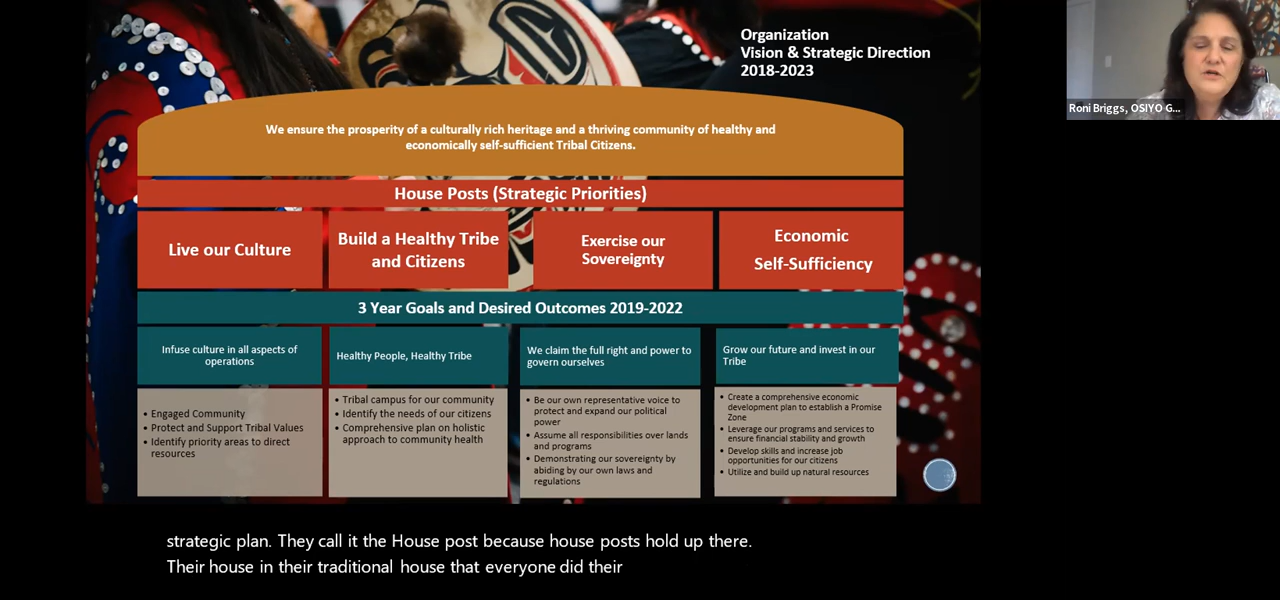 Organization
Vision & Strategic Direction
2018-2023
Roni Briggs, OSIYO G...
We ensure the prosperity of a culturally rich heritage and a thriving community of healthy and
economically self-sufficient Tribal Citizens.
House Posts (Strategic Priorities)
Live our Culture
Build a Healthy Tribe
and Citizens
Exercise our
Sovereignty
Economic
Self-Sufficiency
3 Year Goals and Desired Outcomes 2019-2022
Infuse culture in all aspects of
operations
Healthy People, Healthy Tribe
We claim the full right and power to
govern ourselves
Grow our future and invest in our
Tribe
• Engaged Community
• Protect and Support Tribal Values
• Identify priority areas to direct
resources
• Tribal campus for our community
• Identify the needs of our citizens
• Comprehensive plan on holistic
approach to community health
• Be our own representative voice to
protect and expand our political
power
• Assume all responsibilities over lands
and programs
• Demonstrating our sovereignty by
abiding by our own laws and
regulations
• Create a comprehensive economic
development plan to establish a Promise
Zone
• Leverage our programs and services to
ensure financial stability and growth
• Develop skills and increase job
opportunities for our citizens
• Utilize and build up natural resources
strategic plan. They call it the House post because house posts hold up there.
Their house in their traditional house that everyone did their